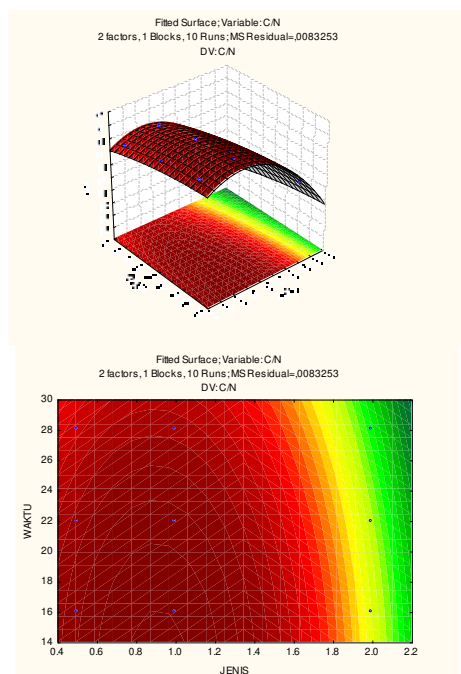 Fitted Surface; Variable: C/N
2 factors, 1 Blocks, 10 Runs; MS Residual=,0083253
DV: C/N
Fitted Surface; Variable: C/N
2 factors, 1 Blocks, 10 Runs; MS Residual=,0083253
DV: C/N
30
28
26
24
22
20
18
16
14
WAKTU
0.4 0.6 0.8 1.0 1.2 1.4 1.6 1.8 2.0 2.2
JENIS